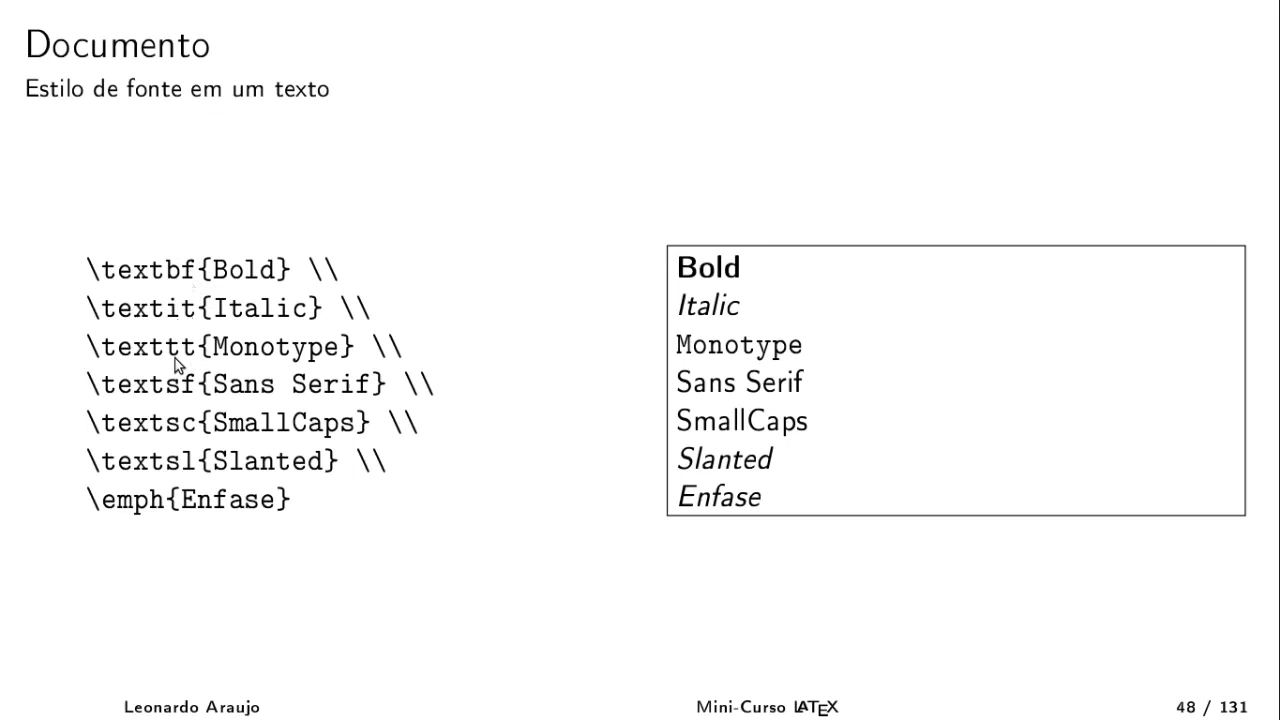 Documento
Estilo de fonte em um texto
\textbf{Bold} \\
\textit{Italic} \\
\texttt{Monotype} \\
\textsf{Sans Serif} \\
\textsc{SmallCaps} \\
\textsl{Slanted} \\
\emph{Enfase}
Bold
Italic
Monotype
Sans Serif
SmallCaps
Slanted
Enfase
Leonardo Araujo
Mini-Curso LATEX
48 / 131